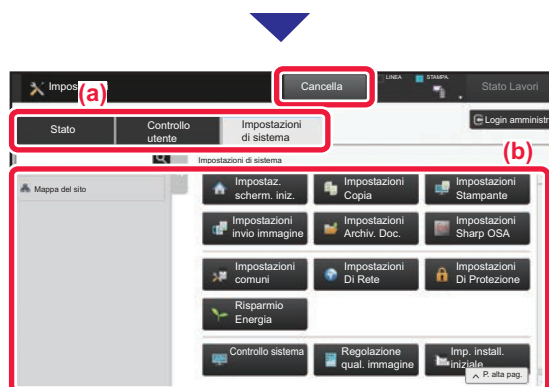 Impos
(a)
Cancella
LINEA
STAMPA.
Stato Lavori
Stato
Controllo
utente
Impostazioni
di sistema
Login amministr
(b)
Impostazioni di sistema
Mappa del sito
Impostaz.
scherm. iniz.
Impostazioni
Copia
Impostazioni
Stampante
Impostazioni
invio immagine
Impostazioni
Archiv. Doc.
Impostazioni
Sharp OSA
Impostazioni
comuni
Impostazioni
Di Rete
Impostazioni
Di Protezione
Risparmio
Energia
Controllo sistema
Regolazione
qual. immagine
Imp. install.
iniziale
P. alta pag.